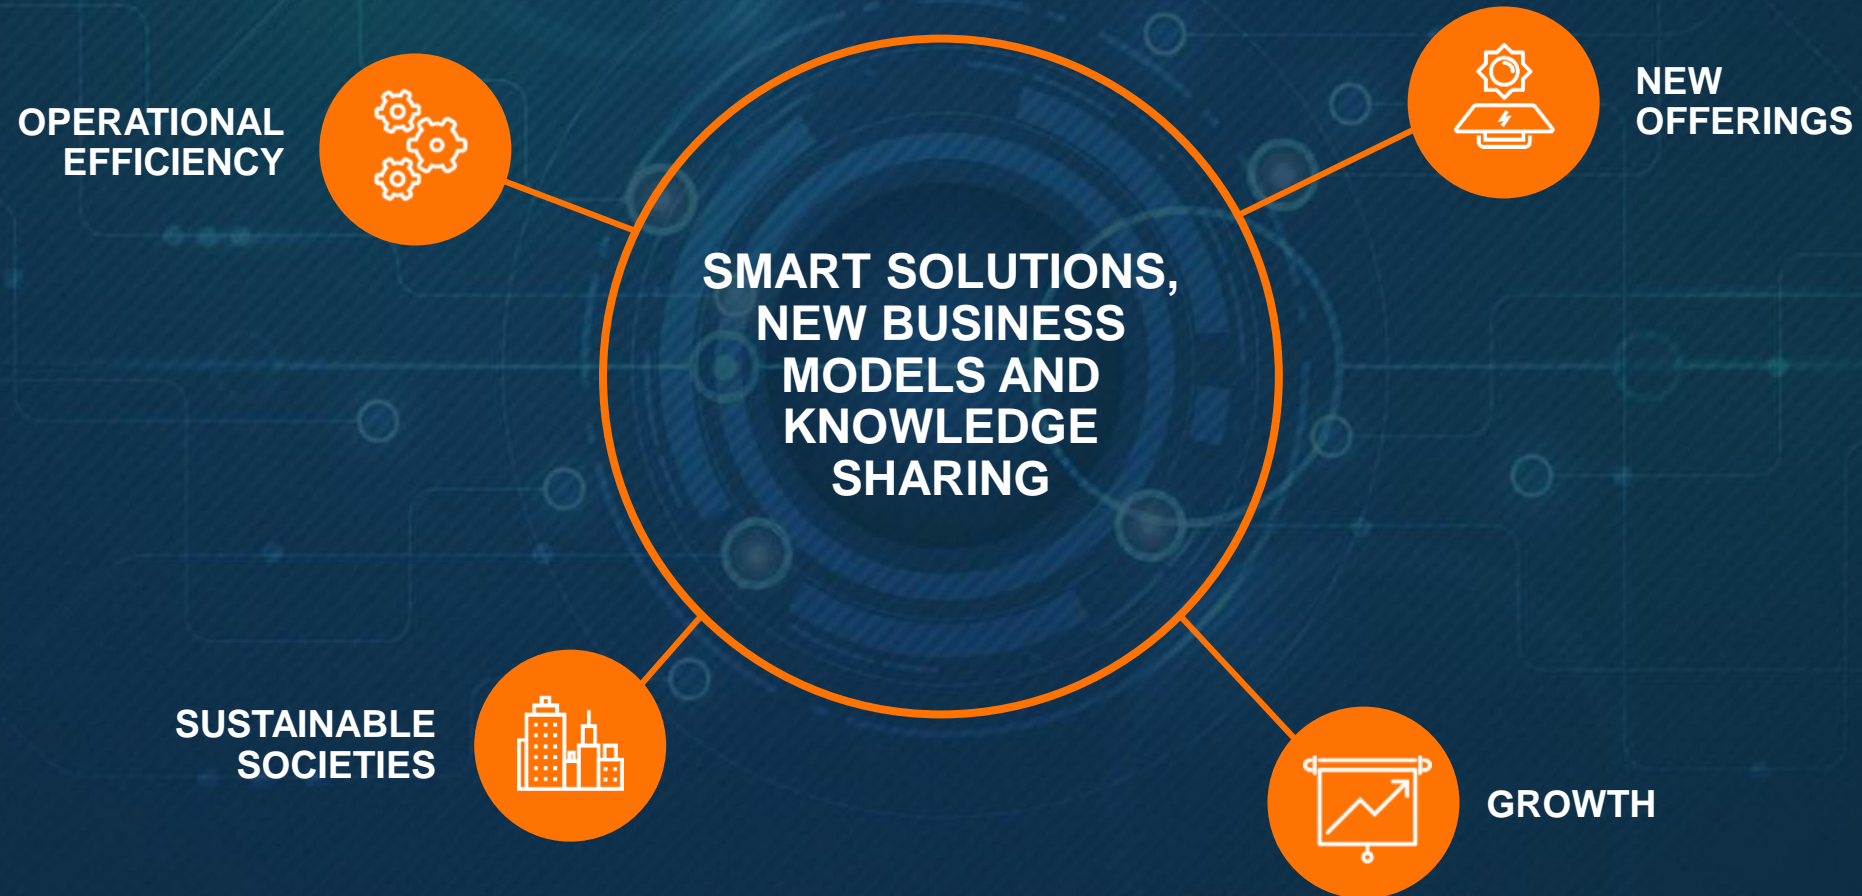 OPERATIONAL
EFFICIENCY
NEW
OFFERINGS
SMART SOLUTIONS,
NEW BUSINESS
MODELS AND
KNOWLEDGE
SHARING
SUSTAINABLE
SOCIETIES
GROWTH